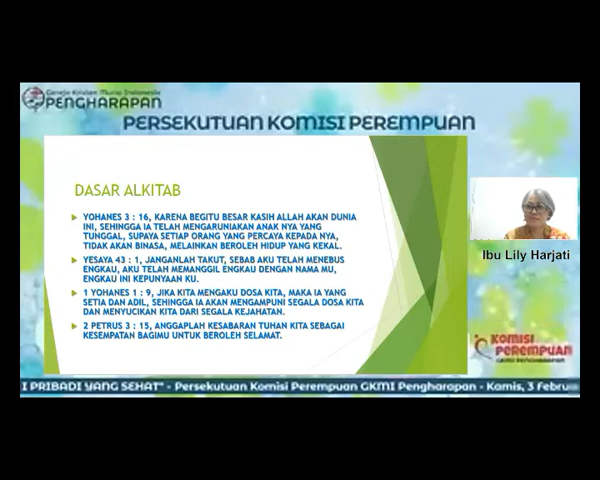 Gereja Kristen Muria Indonesia
PENGHARAPAN
PERSEKUTUAN KOMISI PEREMPUAN
DASAR ALKITAB
YOHANES 3 : 16, KARENA BEGITU BESAR KASIH ALLAH AKAN DUNIA
INI, SEHINGGA IA TELAH MENGARUNIAKAN ANAK NYA YANG
TUNGGAL, SUPAYA SETIAP ORANG YANG PERCAYA KEPADA NYA,
TIDAK AKAN BINASA, MELAINKAN BEROLEH HIDUP YANG KEKAL.
YESAYA 43 : 1, JANGANLAH TAKUT, SEBAB AKU TELAH MENEBUS
ENGKAU, AKU TELAH MEMANGGIL ENGKAU DENGAN NAMA MU,
ENGKAU INI KEPUNYAAN KU.
1 YOHANES 1 : 9, JIKA KITA MENGAKU DOSA KITA, MAKA IA YANG
SETIA DAN ADIL, SEHINGGA IA AKAN MENGAMPUNI SEGALA DOSA KITA
DAN MENYUCIKAN KITA DARI SEGALA KEJAHATAN.
2 PETRUS 3 : 15, ANGGAPLAH KESABARAN TUHAN KITA SEBAGAI
KESEMPATAN BAGIMU UNTUK BEROLEH SELAMAT.
Ibu Lily Harjati
KOMISI
PEREMPUAN
GKMI PENGHARAPAN
I PRIBADI YANG SEHAT" - Persekutuan Komisi Perempuan GKMI Pengharapan - Kamis, 3 Februa